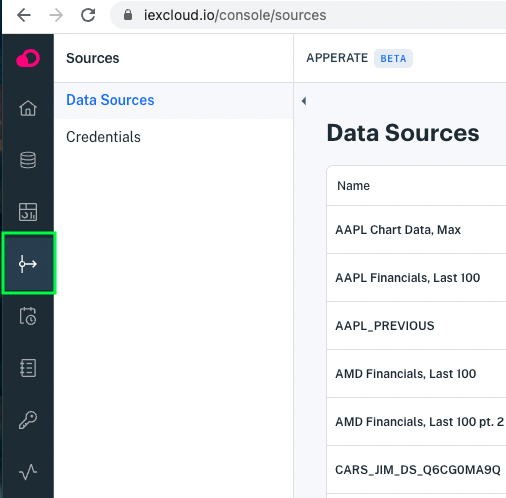 iexcloud.io/console/sources
Sources
APPERATE BETA
Data Sources
Credentials
Data Sources
Name
AAPL Chart Data, Max
AAPL Financials, Last 100
AAPL_PREVIOUS
AMD Financials, Last 100
AMD Financials, Last 100 pt. 2
CARS_JIM_DS_Q6CG0MA9Q